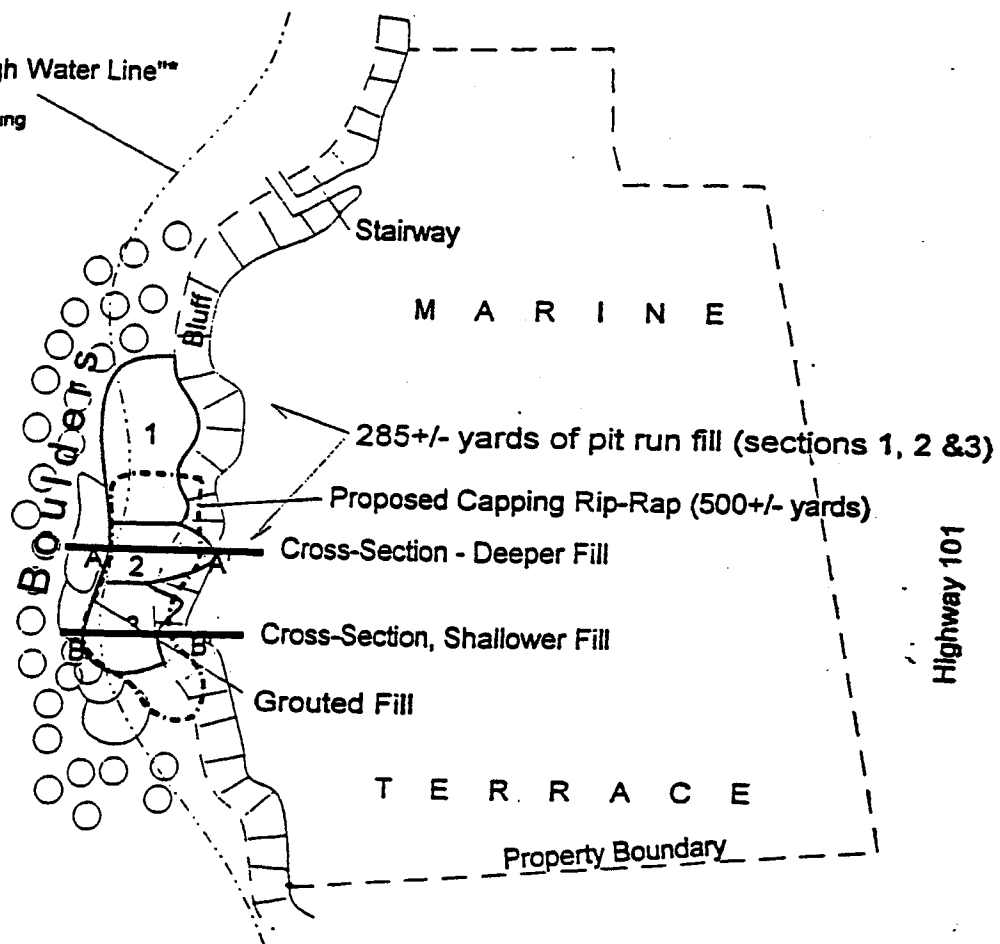 gh Water Line"*
Stairway
Bluff
M A R I N E
Boulders
1
285+/- yards of pit run fill (sections 1, 2 &3)
Proposed Capping Rip-Rap (500+/- yards)
Highway 101
Cross-Section - Deeper Fill
A 2 A'
2
3
Cross-Section, Shallower Fill
B B'
Grouted Fill
T E R R A C E
Property Boundary